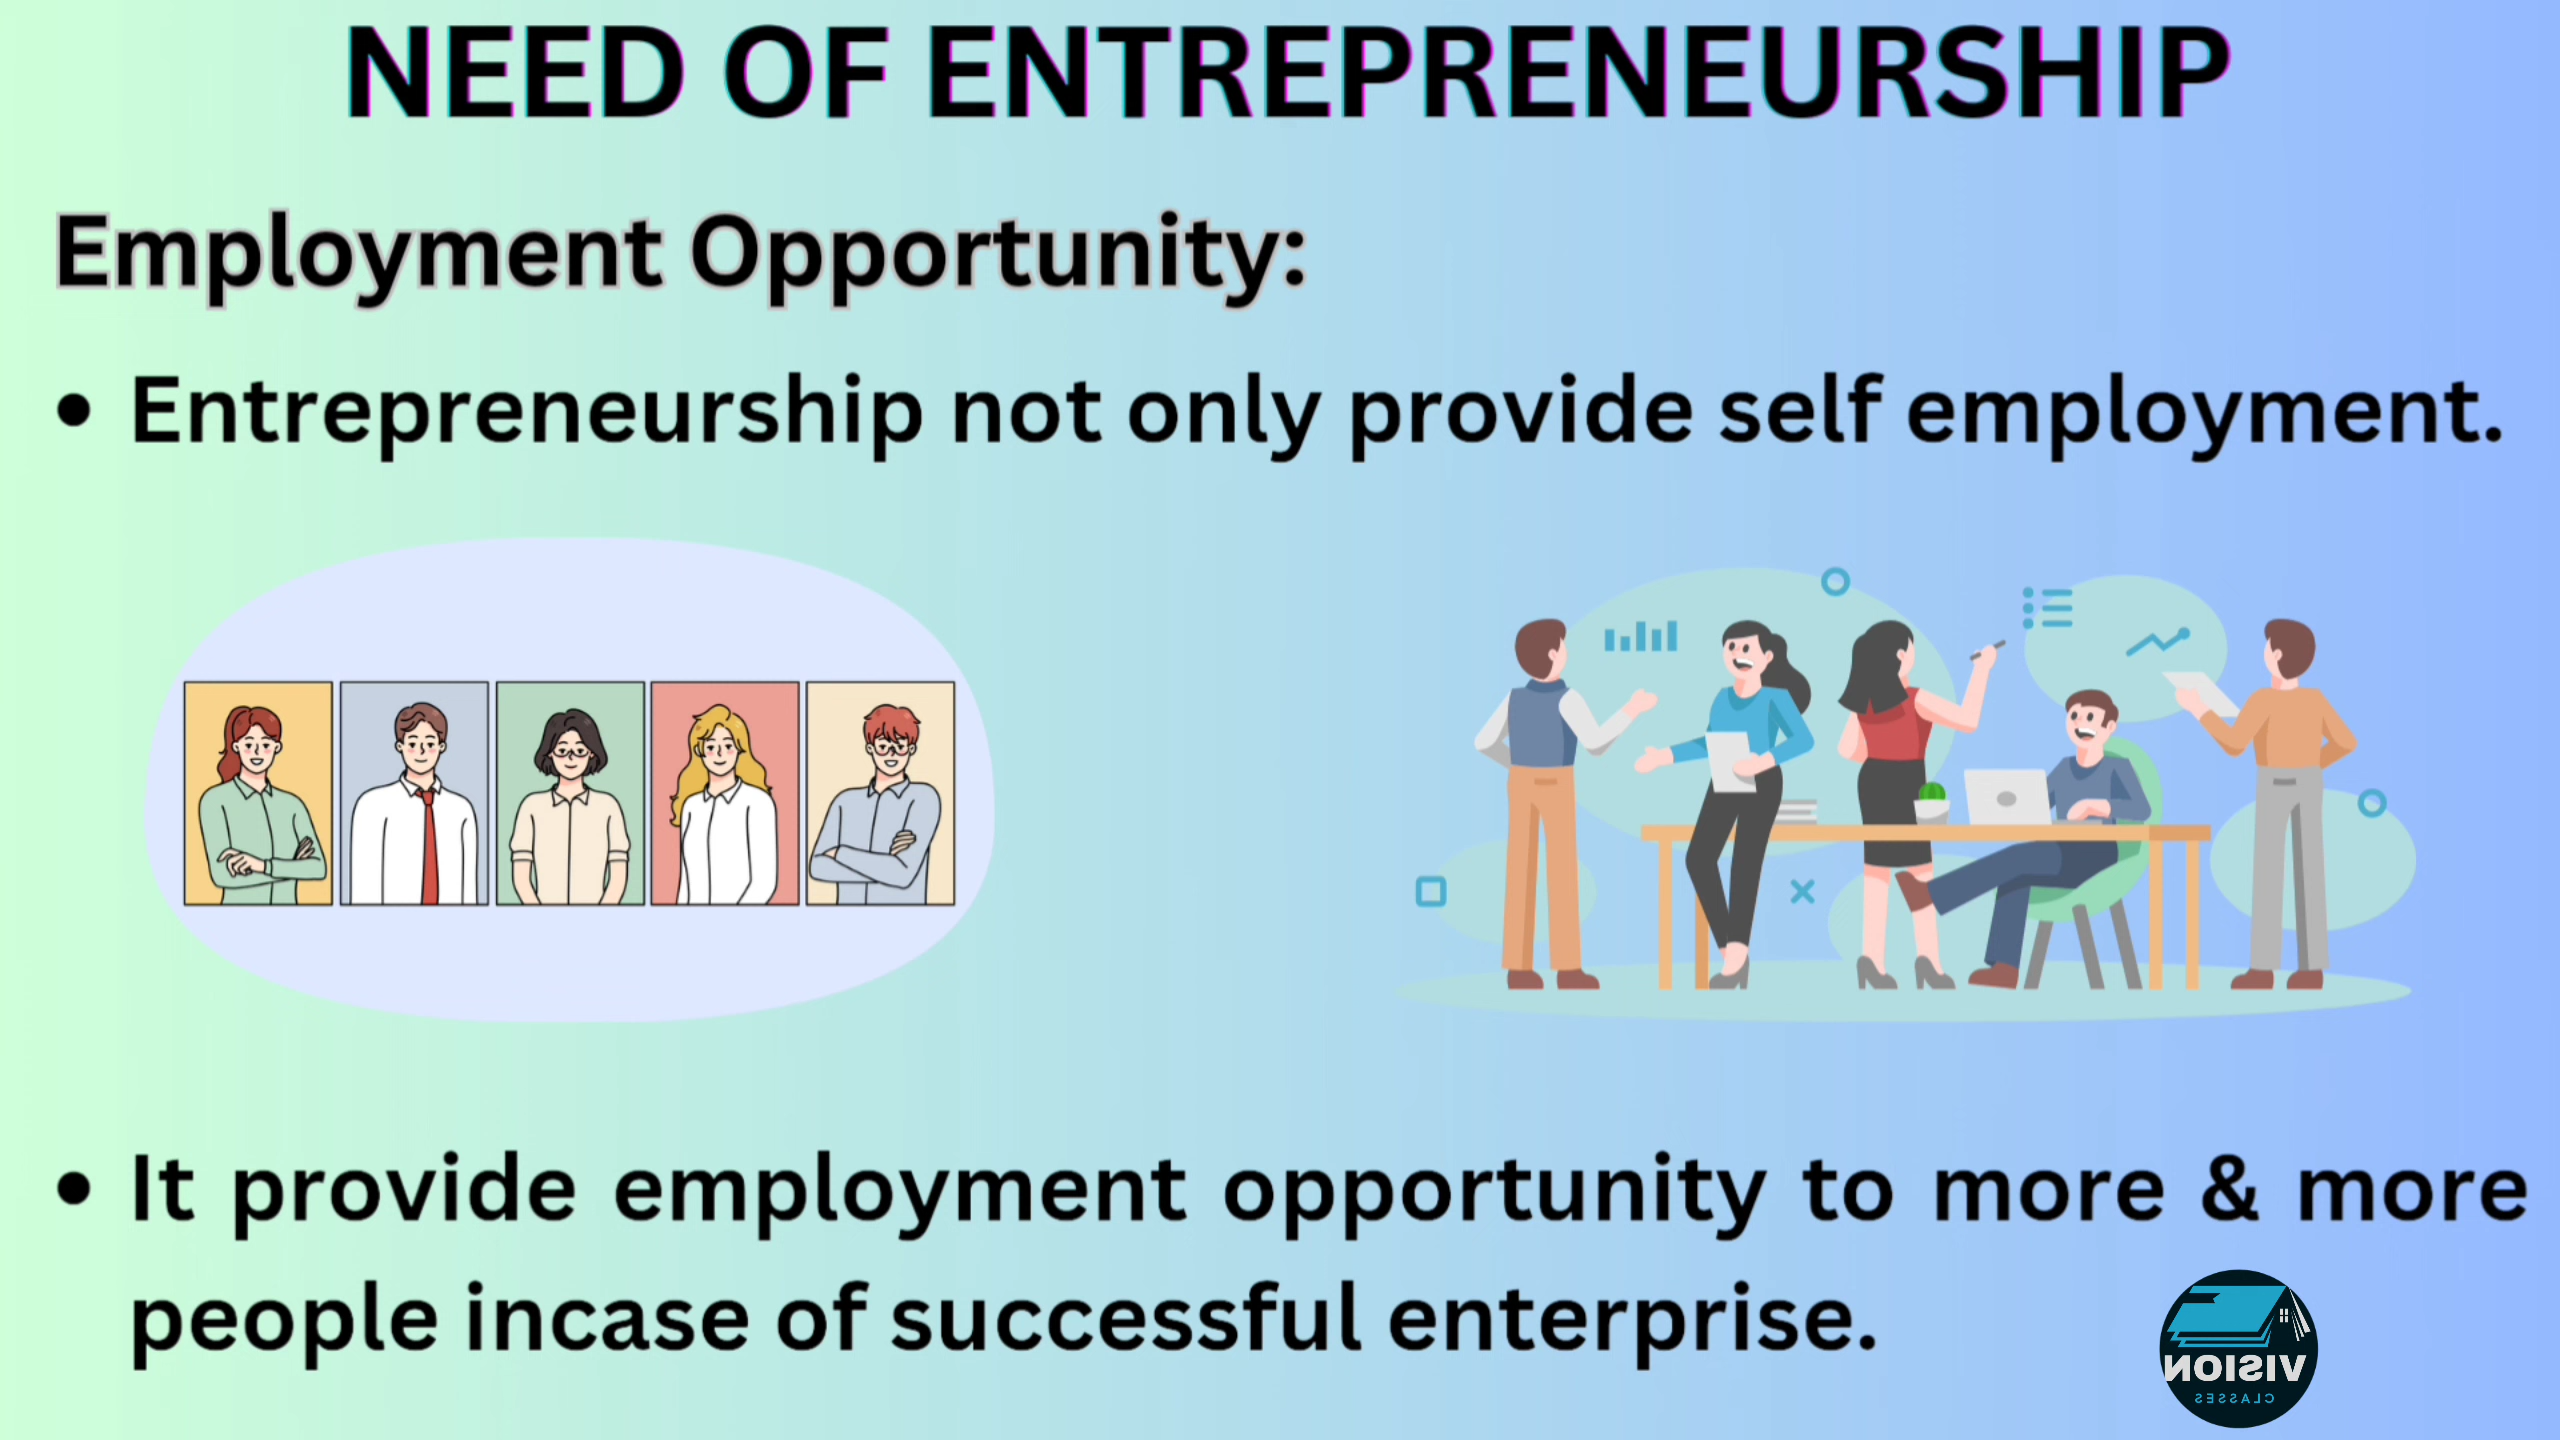 NEED OF ENTREPRENEURSHIP
Employment Opportunity:
• Entrepreneurship not only provide self employment.
• It provide employment opportunity to more & more
people incase of successful enterprise.
VISION
CLASSES